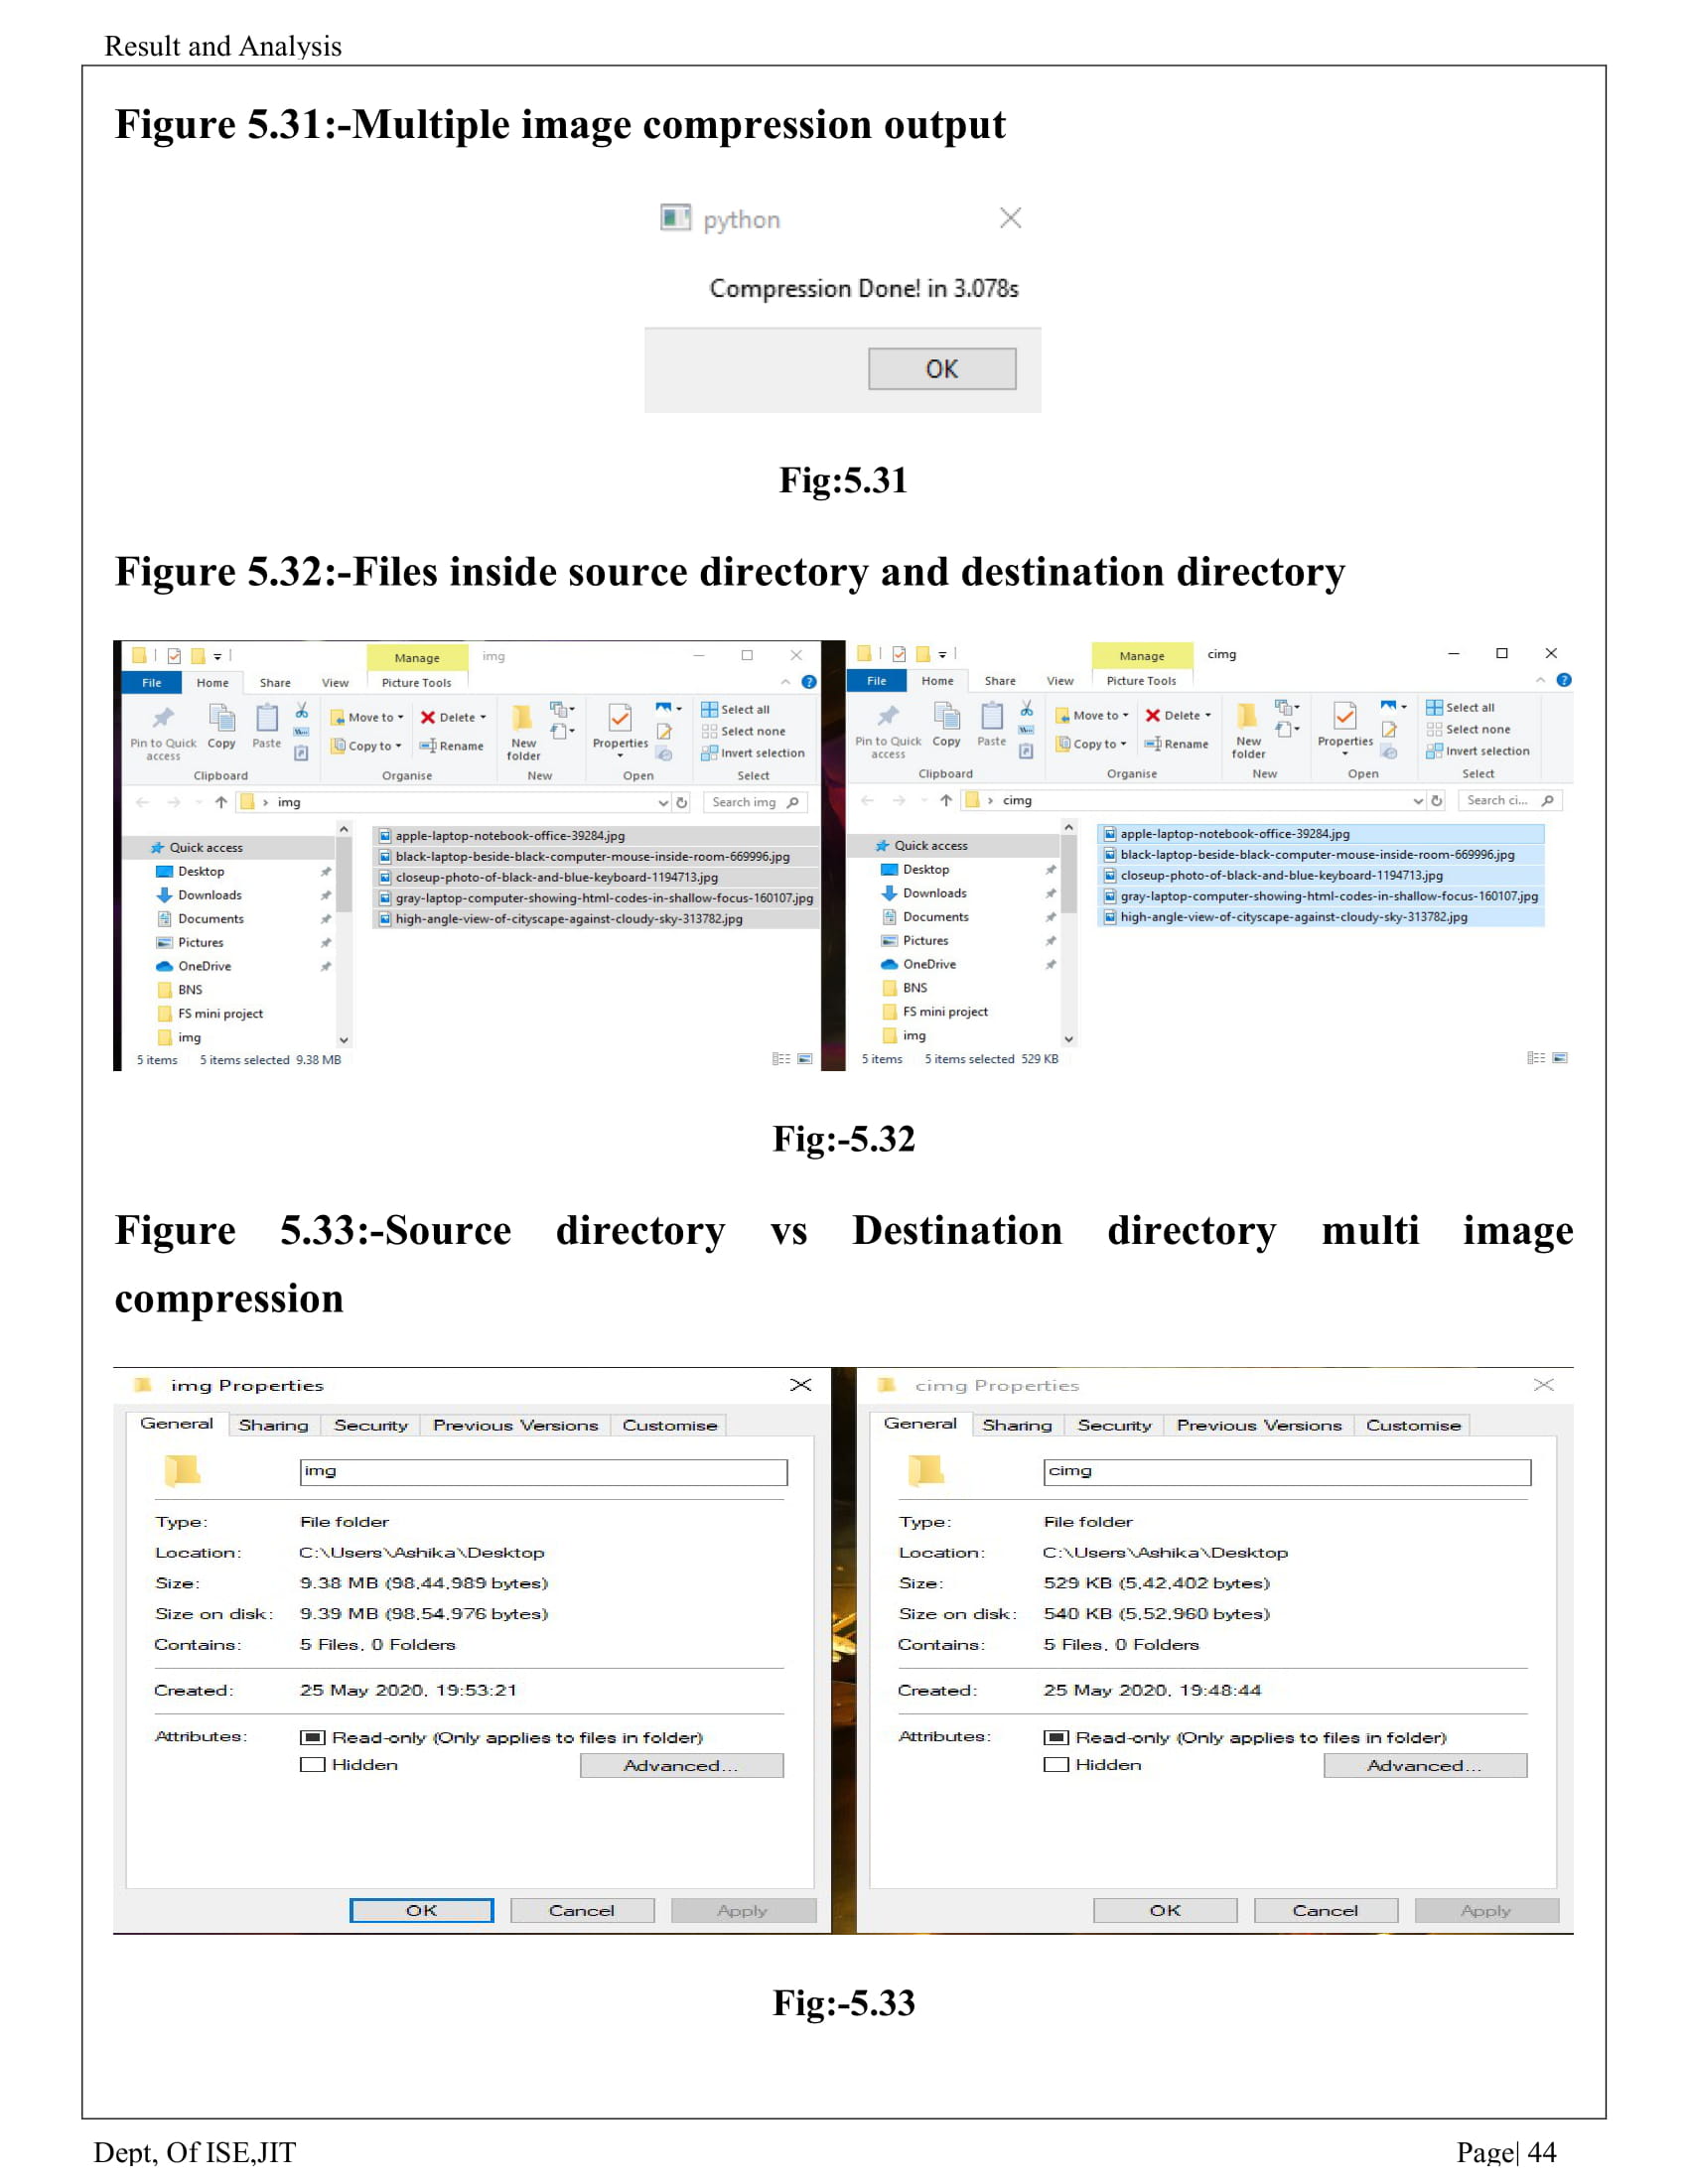 Result and Analysis
Figure 5.31:-Multiple image compression output
python
Compression Done! in 3.078s
OK
Fig:5.31
Figure 5.32:-Files inside source directory and destination directory
Manage img
File Home Share View Picture Tools
Pin to Quick access
Copy
Paste
Move to
Copy to
Delete
Rename
New folder
Properties
Select all
Select none
Invert selection
Clipboard Organise New Open Select
img
Search img
Quick access
Desktop
Downloads
Documents
Pictures
OneDrive
BNS
FS mini project
img
apple-laptop-notebook-office-39284.jpg
black-laptop-beside-black-computer-mouse-inside-room-669996.jpg
closeup-photo-of-black-and-blue-keyboard-1194713.jpg
gray-laptop-computer-showing-html-codes-in-shallow-focus-160107.jpg
high-angle-view-of-cityscape-against-cloudy-sky-313782.jpg
5 items 5 items selected 9.38 MB
Manage cimg
File Home Share View Picture Tools
Pin to Quick access
Copy
Paste
Move to
Copy to
Delete
Rename
New folder
Properties
Select all
Select none
Invert selection
Clipboard Organise New Open Select
cimg
Search ci...
Quick access
Desktop
Downloads
Documents
Pictures
OneDrive
BNS
FS mini project
img
apple-laptop-notebook-office-39284.jpg
black-laptop-beside-black-computer-mouse-inside-room-669996.jpg
closeup-photo-of-black-and-blue-keyboard-1194713.jpg
gray-laptop-computer-showing-html-codes-in-shallow-focus-160107.jpg
high-angle-view-of-cityscape-against-cloudy-sky-313782.jpg
5 items 5 items selected 529 KB
Fig:-5.32
Figure 5.33:-Source directory vs Destination directory multi image
compression
img Properties
General Sharing Security Previous Versions Customise
img
Type: File folder
Location: C:\Users\Ashika\Desktop
Size: 9.38 MB (98,44,989 bytes)
Size on disk: 9.39 MB (98,54,976 bytes)
Contains: 5 Files, 0 Folders
Created: 25 May 2020, 19:53:21
Attributes: Read-only (Only applies to files in folder)
Hidden Advanced...
OK Cancel Apply
cimg Properties
General Sharing Security Previous Versions Customise
cimg
Type: File folder
Location: C:\Users\Ashika\Desktop
Size: 529 KB (5,42,402 bytes)
Size on disk: 540 KB (5,52,960 bytes)
Contains: 5 Files, 0 Folders
Created: 25 May 2020, 19:48:44
Attributes: Read-only (Only applies to files in folder)
Hidden Advanced...
OK Cancel Apply
Fig:-5.33
Dept, Of ISE,JIT
Page| 44